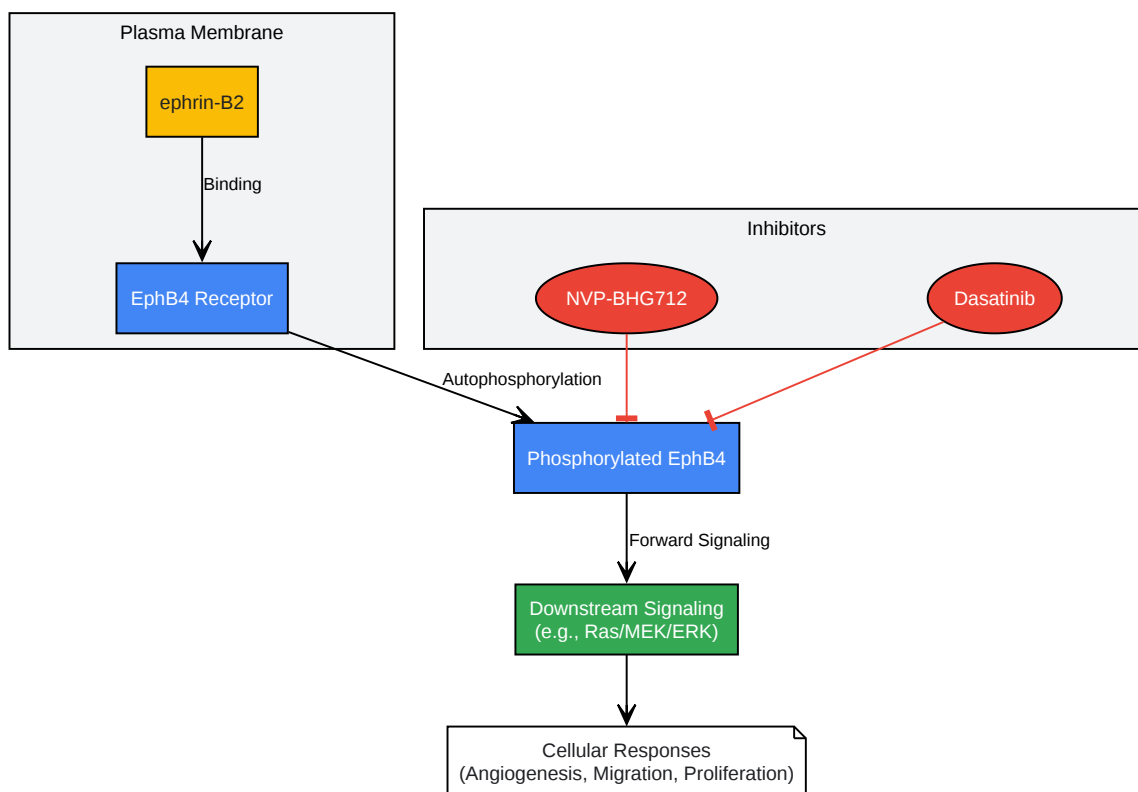 Plasma Membrane
ephrin-B2
Binding
EphB4 Receptor
Inhibitors
NVP-BHG712
Dasatinib
Autophosphorylation
Phosphorylated EphB4
Forward Signaling
Downstream Signaling
(e.g., Ras/MEK/ERK)
Cellular Responses
(Angiogenesis, Migration, Proliferation)